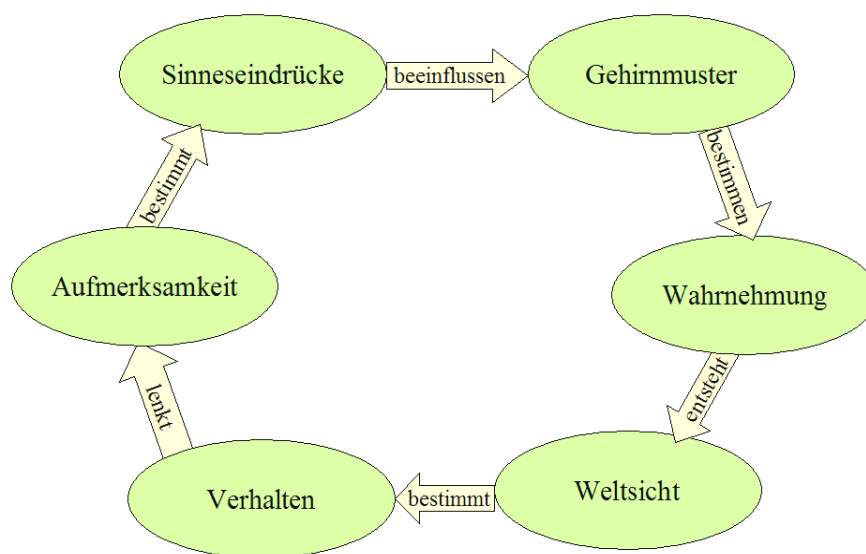 Sinneseindrücke
beeinflussen
Gehirnmuster
bestimmen
Wahrnehmung
entsteht
Weltsicht
bestimmt
Verhalten
lenkt
Aufmerksamkeit
bestimmt